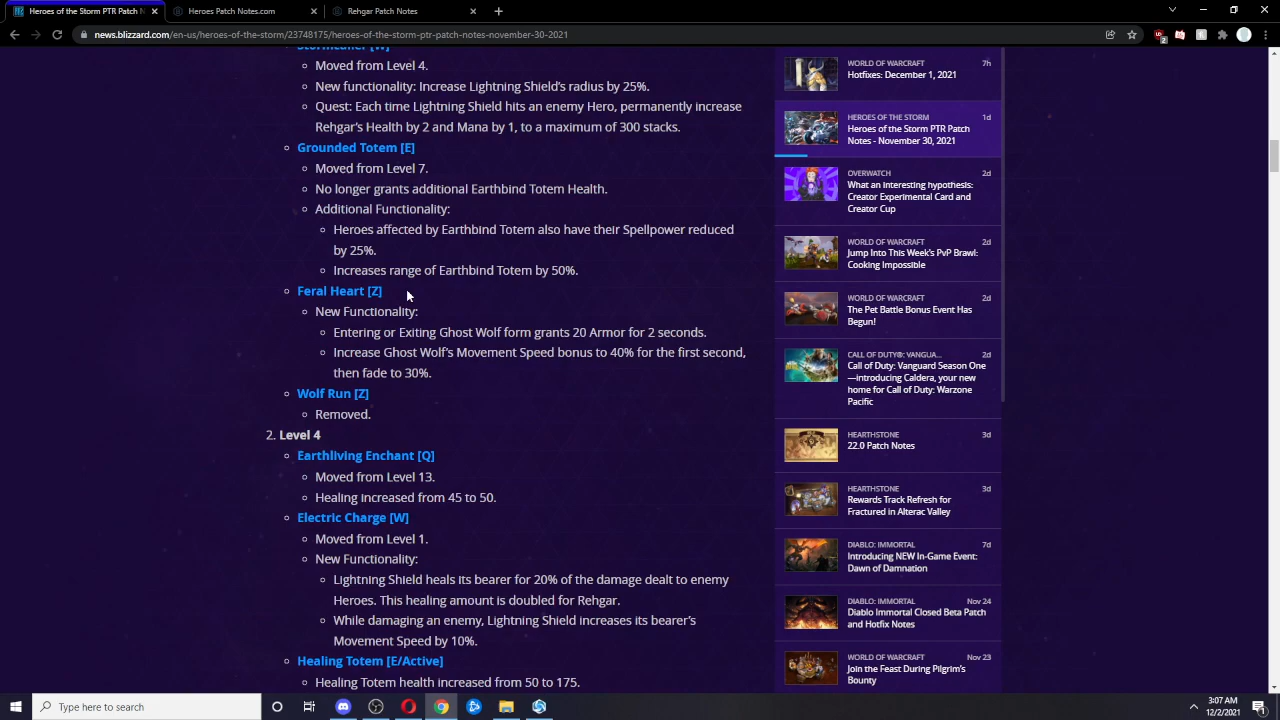 Heroes of the Storm PTR Patch N
Heroes Patch Notes.com
Rehgar Patch Notes
news.blizzard.com/en-us/heroes-of-the-storm/23748175/heroes-of-the-storm-ptr-patch-notes-november-30-2021
2
Stormcaller [W]
Moved from Level 4.
New functionality: Increase Lightning Shield's radius by 25%.
Quest: Each time Lightning Shield hits an enemy Hero, permanently increase
Rehgar's Health by 2 and Mana by 1, to a maximum of 300 stacks.
Grounded Totem [E]
Moved from Level 7.
No longer grants additional Earthbind Totem Health.
Additional Functionality:
Heroes affected by Earthbind Totem also have their Spellpower reduced
by 25%.
Increases range of Earthbind Totem by 50%.
Feral Heart [Z]
New Functionality:
Entering or Exiting Ghost Wolf form grants 20 Armor for 2 seconds.
Increase Ghost Wolf's Movement Speed bonus to 40% for the first second,
then fade to 30%.
Wolf Run [Z]
Removed.
2. Level 4
Earthliving Enchant [Q]
Moved from Level 13.
Healing increased from 45 to 50.
Electric Charge [W]
Moved from Level 1.
New Functionality:
Lightning Shield heals its bearer for 20% of the damage dealt to enemy
Heroes. This healing amount is doubled for Rehgar.
While damaging an enemy, Lightning Shield increases its bearer's
Movement Speed by 10%.
Healing Totem [E/Active]
Healing Totem health increased from 50 to 175.
WORLD OF WARCRAFT 7h
Hotfixes: December 1, 2021
HEROES OF THE STORM 1d
Heroes of the Storm PTR Patch
Notes - November 30, 2021
OVERWATCH 2d
What an interesting hypothesis:
Creator Experimental Card and
Creator Cup
WORLD OF WARCRAFT 2d
Jump Into This Week's PvP Brawl:
Cooking Impossible
WORLD OF WARCRAFT 2d
The Pet Battle Bonus Event Has
Begun!
CALL OF DUTY®: VANGUA... 2d
Call of Duty: Vanguard Season One
—introducing Caldera, your new
home for Call of Duty: Warzone
Pacific
HEARTHSTONE 3d
22.0 Patch Notes
HEARTHSTONE 3d
Rewards Track Refresh for
Fractured in Alterac Valley
DIABLO: IMMORTAL 7d
Introducing NEW In-Game Event:
Dawn of Damnation
DIABLO: IMMORTAL Nov 24
Diablo Immortal Closed Beta Patch
and Hotfix Notes
WORLD OF WARCRAFT Nov 23
Join the Feast During Pilgrim's
Bounty
Type here to search
3:07 AM
12/2/2021
1